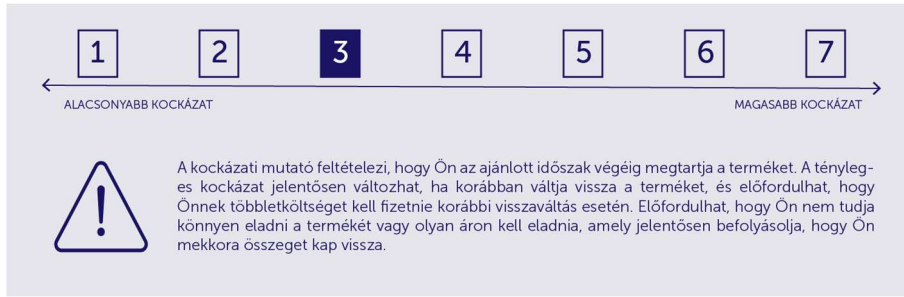 1 2 3 4 5 6 7
ALACSONYABB KOCKÁZAT MAGASABB KOCKÁZAT
A kockázati mutató feltételezi, hogy Ön az ajánlott időszak végéig megtartja a terméket. A tényleg-
es kockázat jelentősen változhat, ha korábban váltja vissza a terméket, és előfordulhat, hogy
Önnek többletköltséget kell fizetnie korábbi visszaváltás esetén. Előfordulhat, hogy Ön nem tudja
könnyen eladni a termékét vagy olyan áron kell eladnia, amely jelentősen befolyásolja, hogy Ön
mekkora összeget kap vissza.